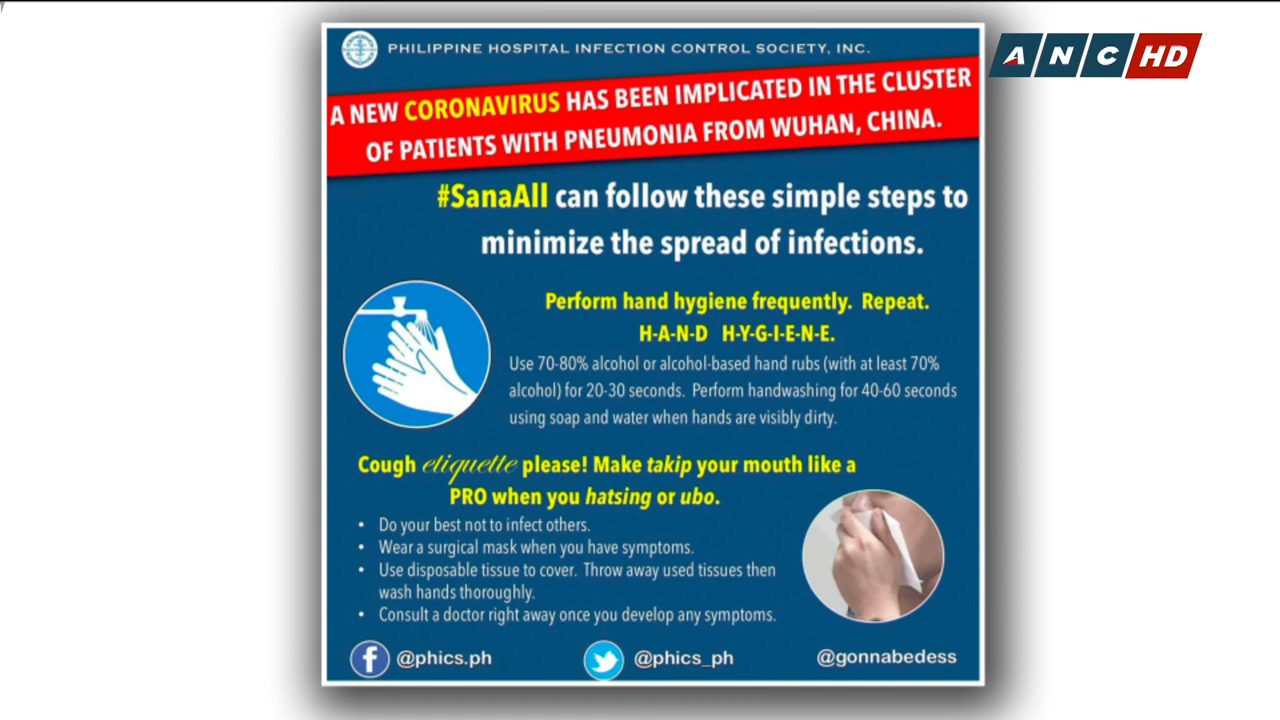 PHILIPPINE HOSPITAL INFECTION CONTROL SOCIETY, INC.
ANC HD
A NEW CORONAVIRUS HAS BEEN IMPLICATED IN THE CLUSTER
OF PATIENTS WITH PNEUMONIA FROM WUHAN, CHINA.
#SanaAll can follow these simple steps to
minimize the spread of infections.
Perform hand hygiene frequently. Repeat.
H-A-N-D H-Y-G-I-E-N-E.
Use 70-80% alcohol or alcohol-based hand rubs (with at least 70%
alcohol) for 20-30 seconds. Perform handwashing for 40-60 seconds
using soap and water when hands are visibly dirty.
Cough etiquette please! Make takip your mouth like a
PRO when you hatsing or ubo.
• Do your best not to infect others.
• Wear a surgical mask when you have symptoms.
• Use disposable tissue to cover. Throw away used tissues then
wash hands thoroughly.
• Consult a doctor right away once you develop any symptoms.
@phics.ph
@phics_ph
@gonnabedess